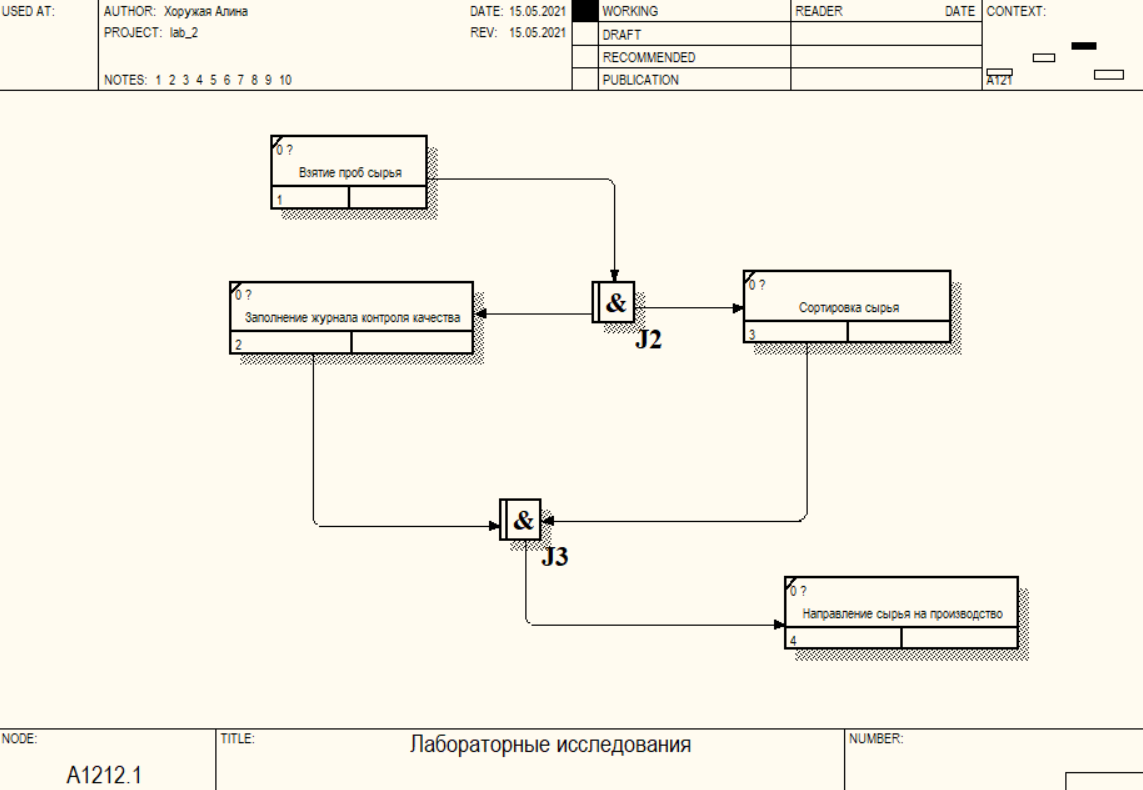 USED AT:
AUTHOR: Хоружая Алина
DATE: 15.05.2021
WORKING
READER
DATE
CONTEXT:
PROJECT: lab_2
REV: 15.05.2021
DRAFT
RECOMMENDED
NOTES: 1 2 3 4 5 6 7 8 9 10
PUBLICATION
A121
0 ?
Взятие проб сырья
1
0 ?
Заполнение журнала контроля качества
2
&
J2
0 ?
Сортировка сырья
3
&
J3
0 ?
Направление сырья на производство
4
NODE:
TITLE:
Лабораторные исследования
NUMBER:
A1212.1